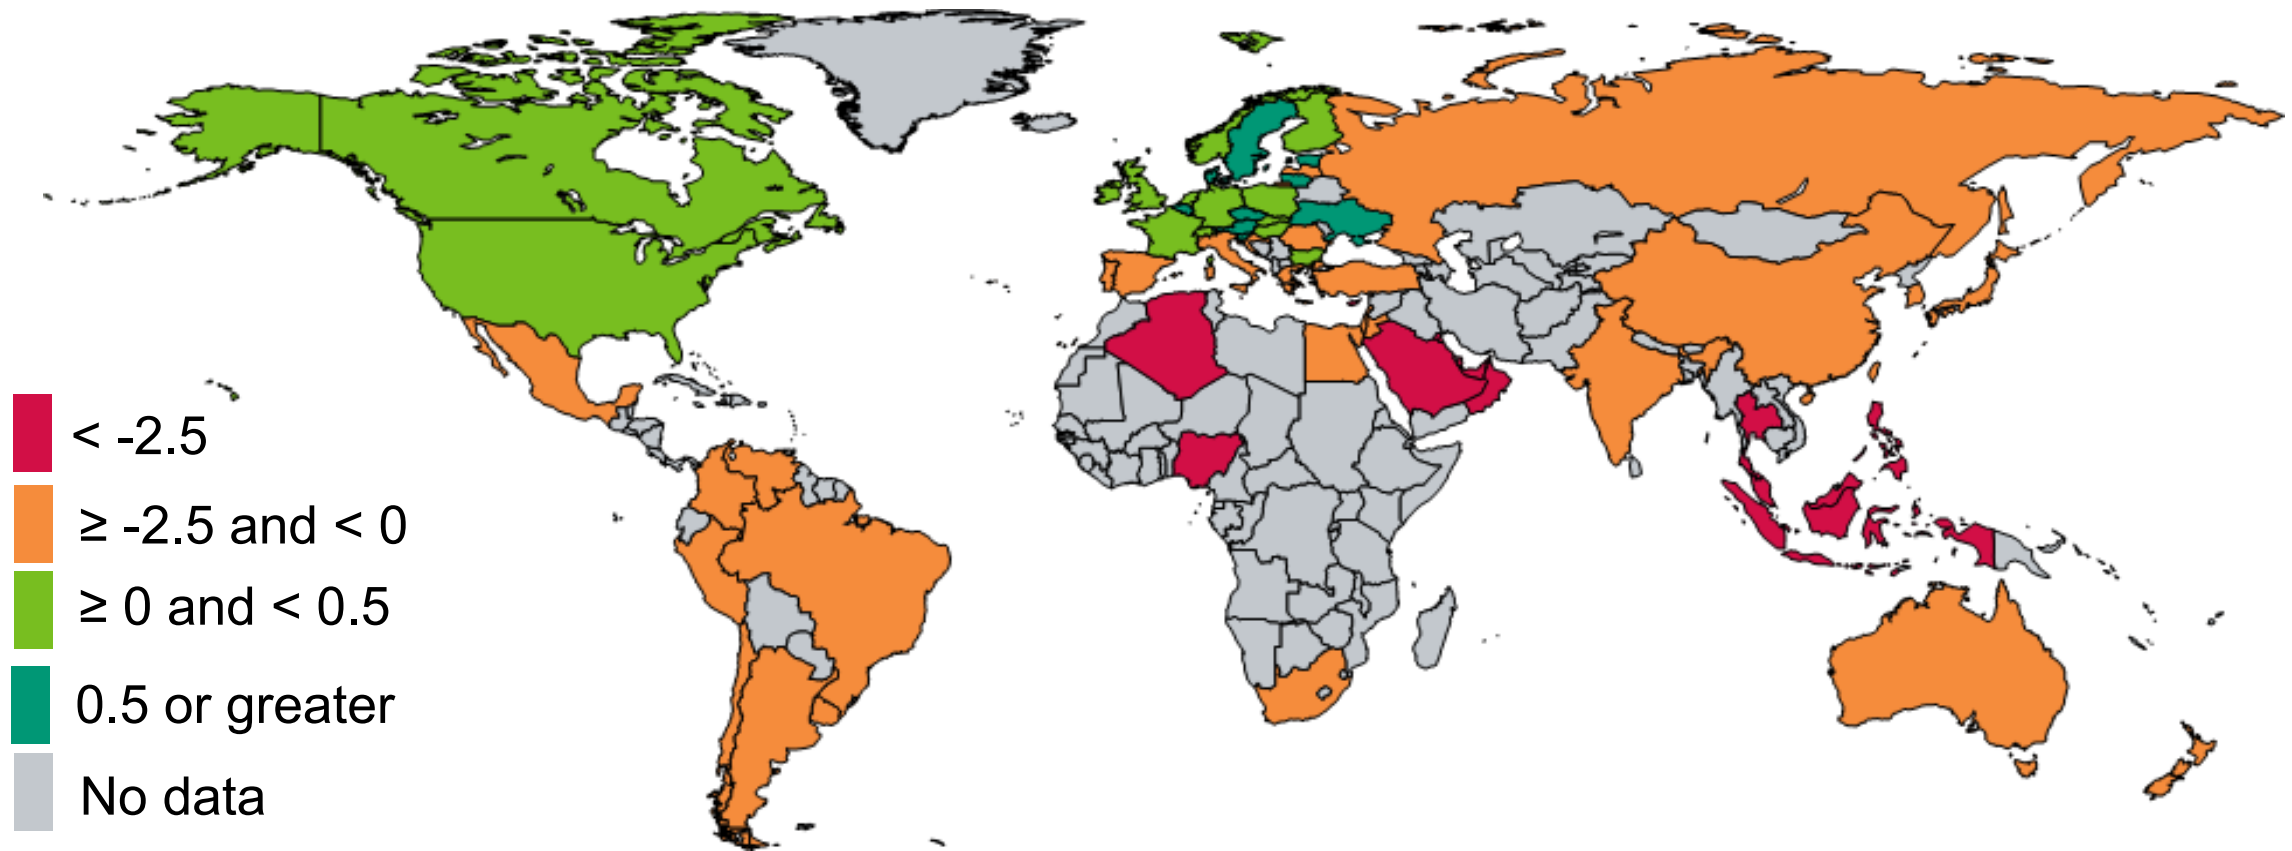 < -2.5
≥ -2.5 and < 0
≥ 0 and < 0.5
0.5 or greater
No data